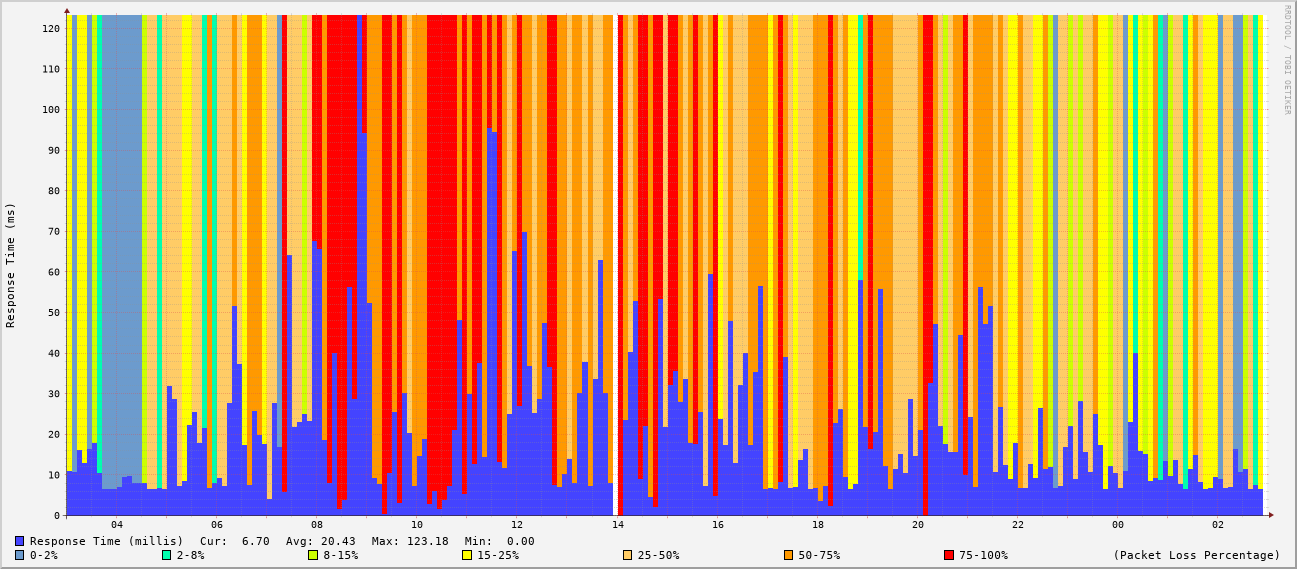 RRDTOOL / TOBI OETIKER
Response Time (ms)
120
110
100
90
80
70
60
50
40
30
20
10
0
04 06 08 10 12 14 16 18 20 22 00 02
Response Time (millis) Cur: 6.70 Avg: 20.43 Max: 123.18 Min: 0.00
0-2% 2-8% 8-15% 15-25% 25-50% 50-75% 75-100% (Packet Loss Percentage)